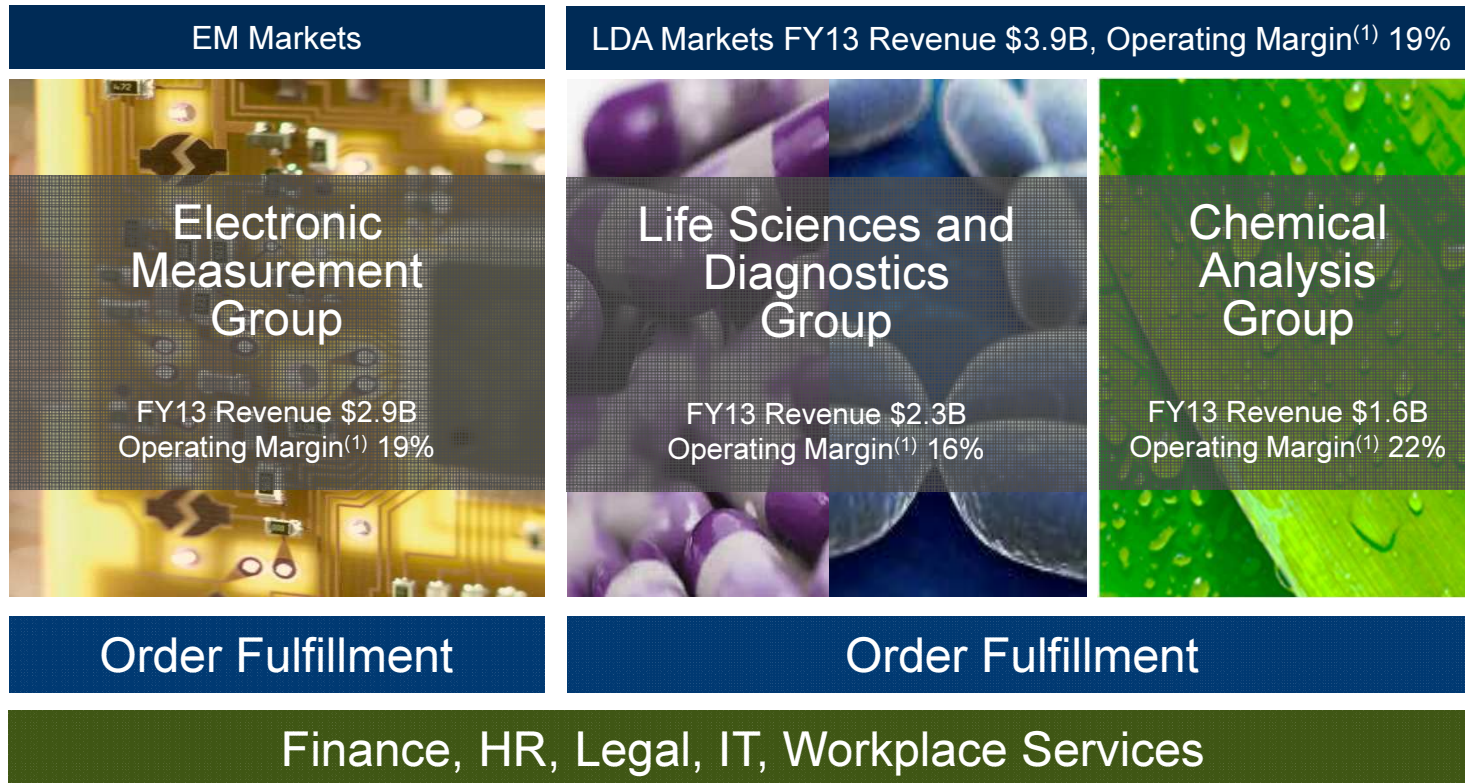 EM Markets
LDA Markets FY13 Revenue $3.9B, Operating Margin(1) 19%
Electronic
Measurement
Group
FY13 Revenue $2.9B
Operating Margin(1) 19%
Life Sciences and
Diagnostics
Group
FY13 Revenue $2.3B
Operating Margin(1) 16%
Chemical
Analysis
Group
FY13 Revenue $1.6B
Operating Margin(1) 22%
Order Fulfillment
Order Fulfillment
Finance, HR, Legal, IT, Workplace Services